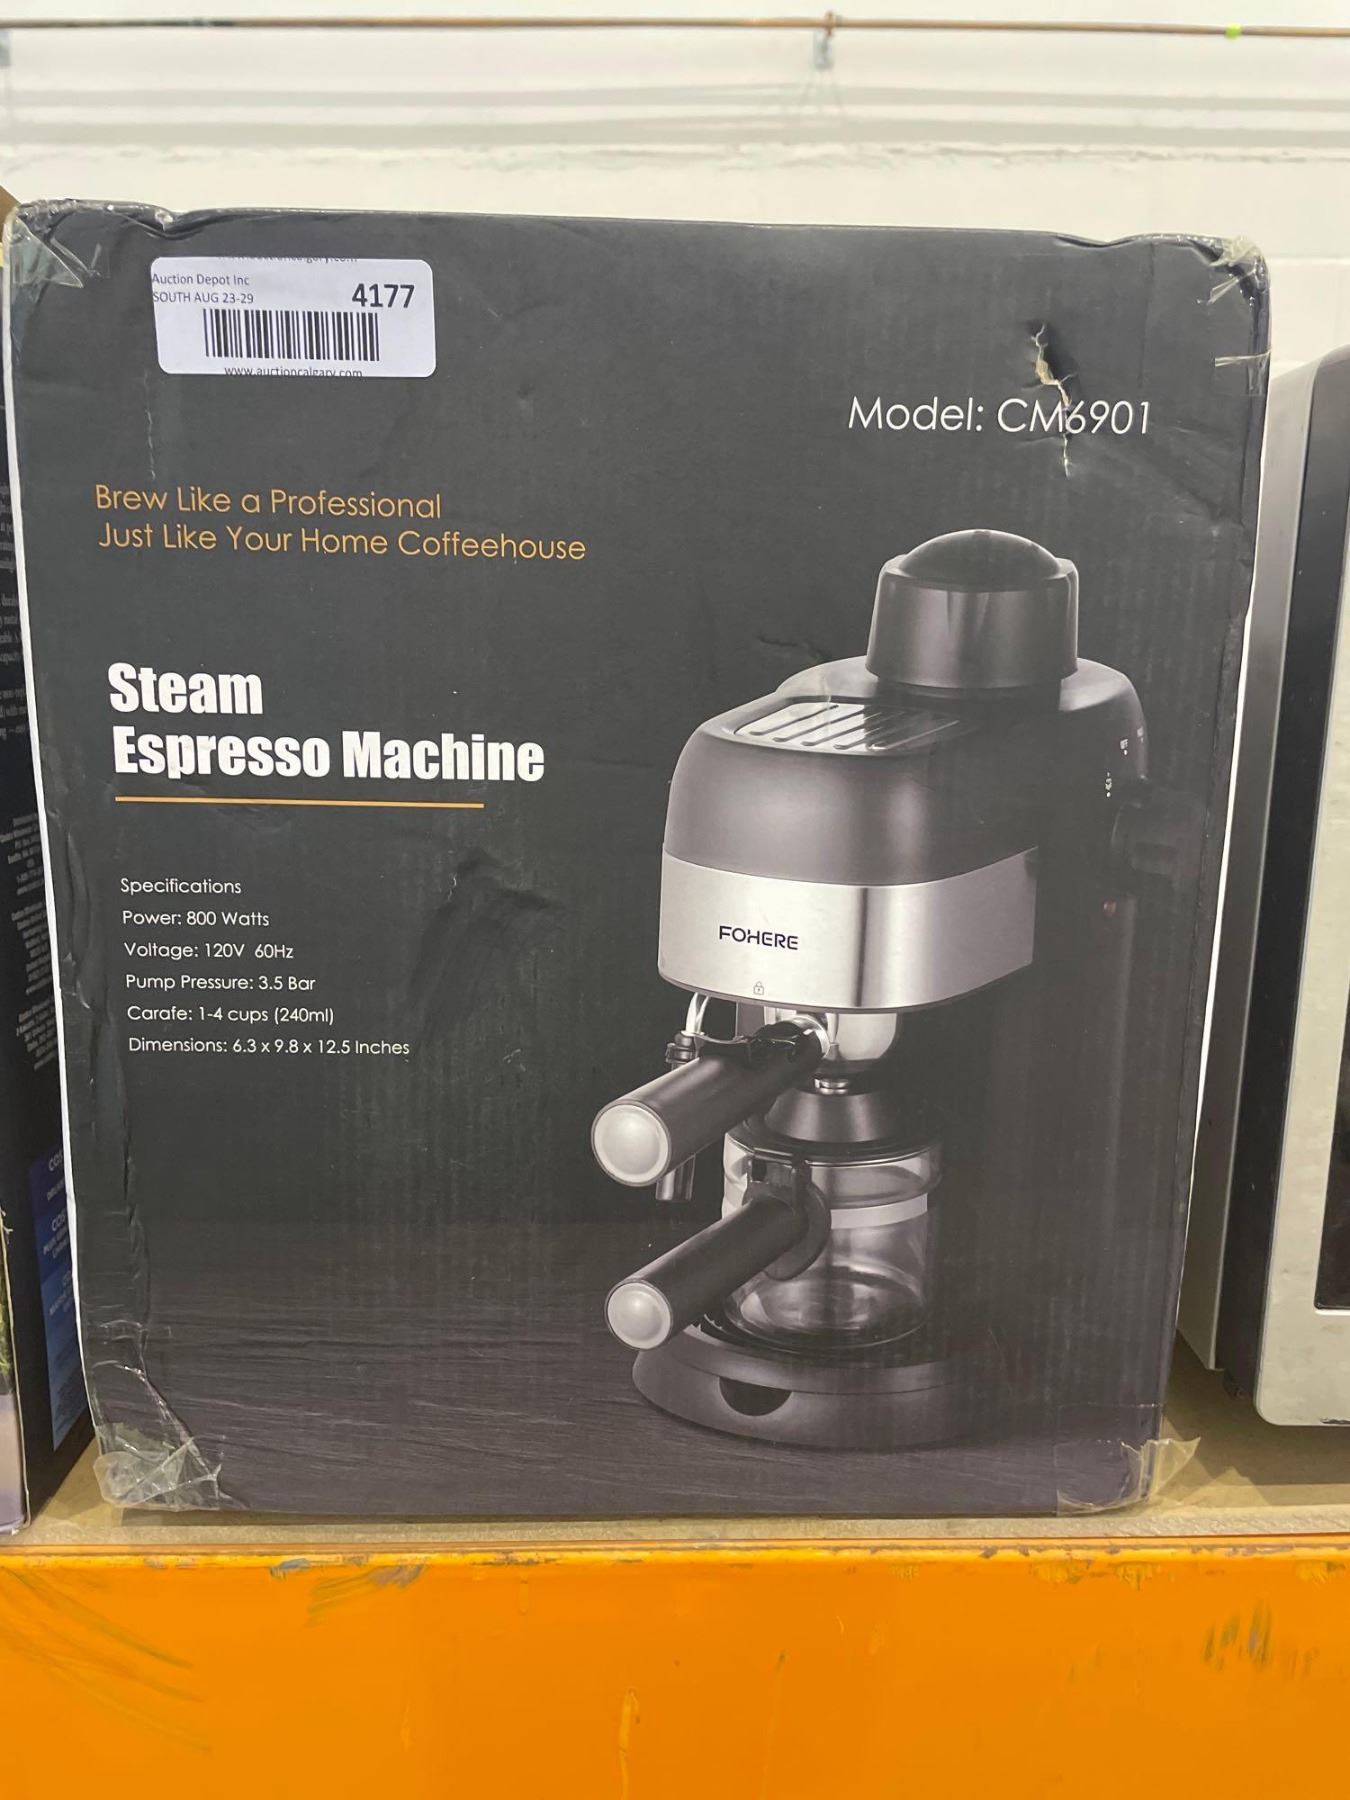 Auction Depot Inc
SOUTH AUG 23-29
4177
www.auctioncalgary.com
Model: CM6901
Brew Like a Professional
Just Like Your Home Coffeehouse
Steam
Espresso Machine
Specifications
Power: 800 Watts
Voltage: 120V 60Hz
Pump Pressure: 3.5 Bar
Carafe: 1-4 cups (240ml)
Dimensions: 6.3 x 9.8 x 12.5 Inches
FOHERE
OFF